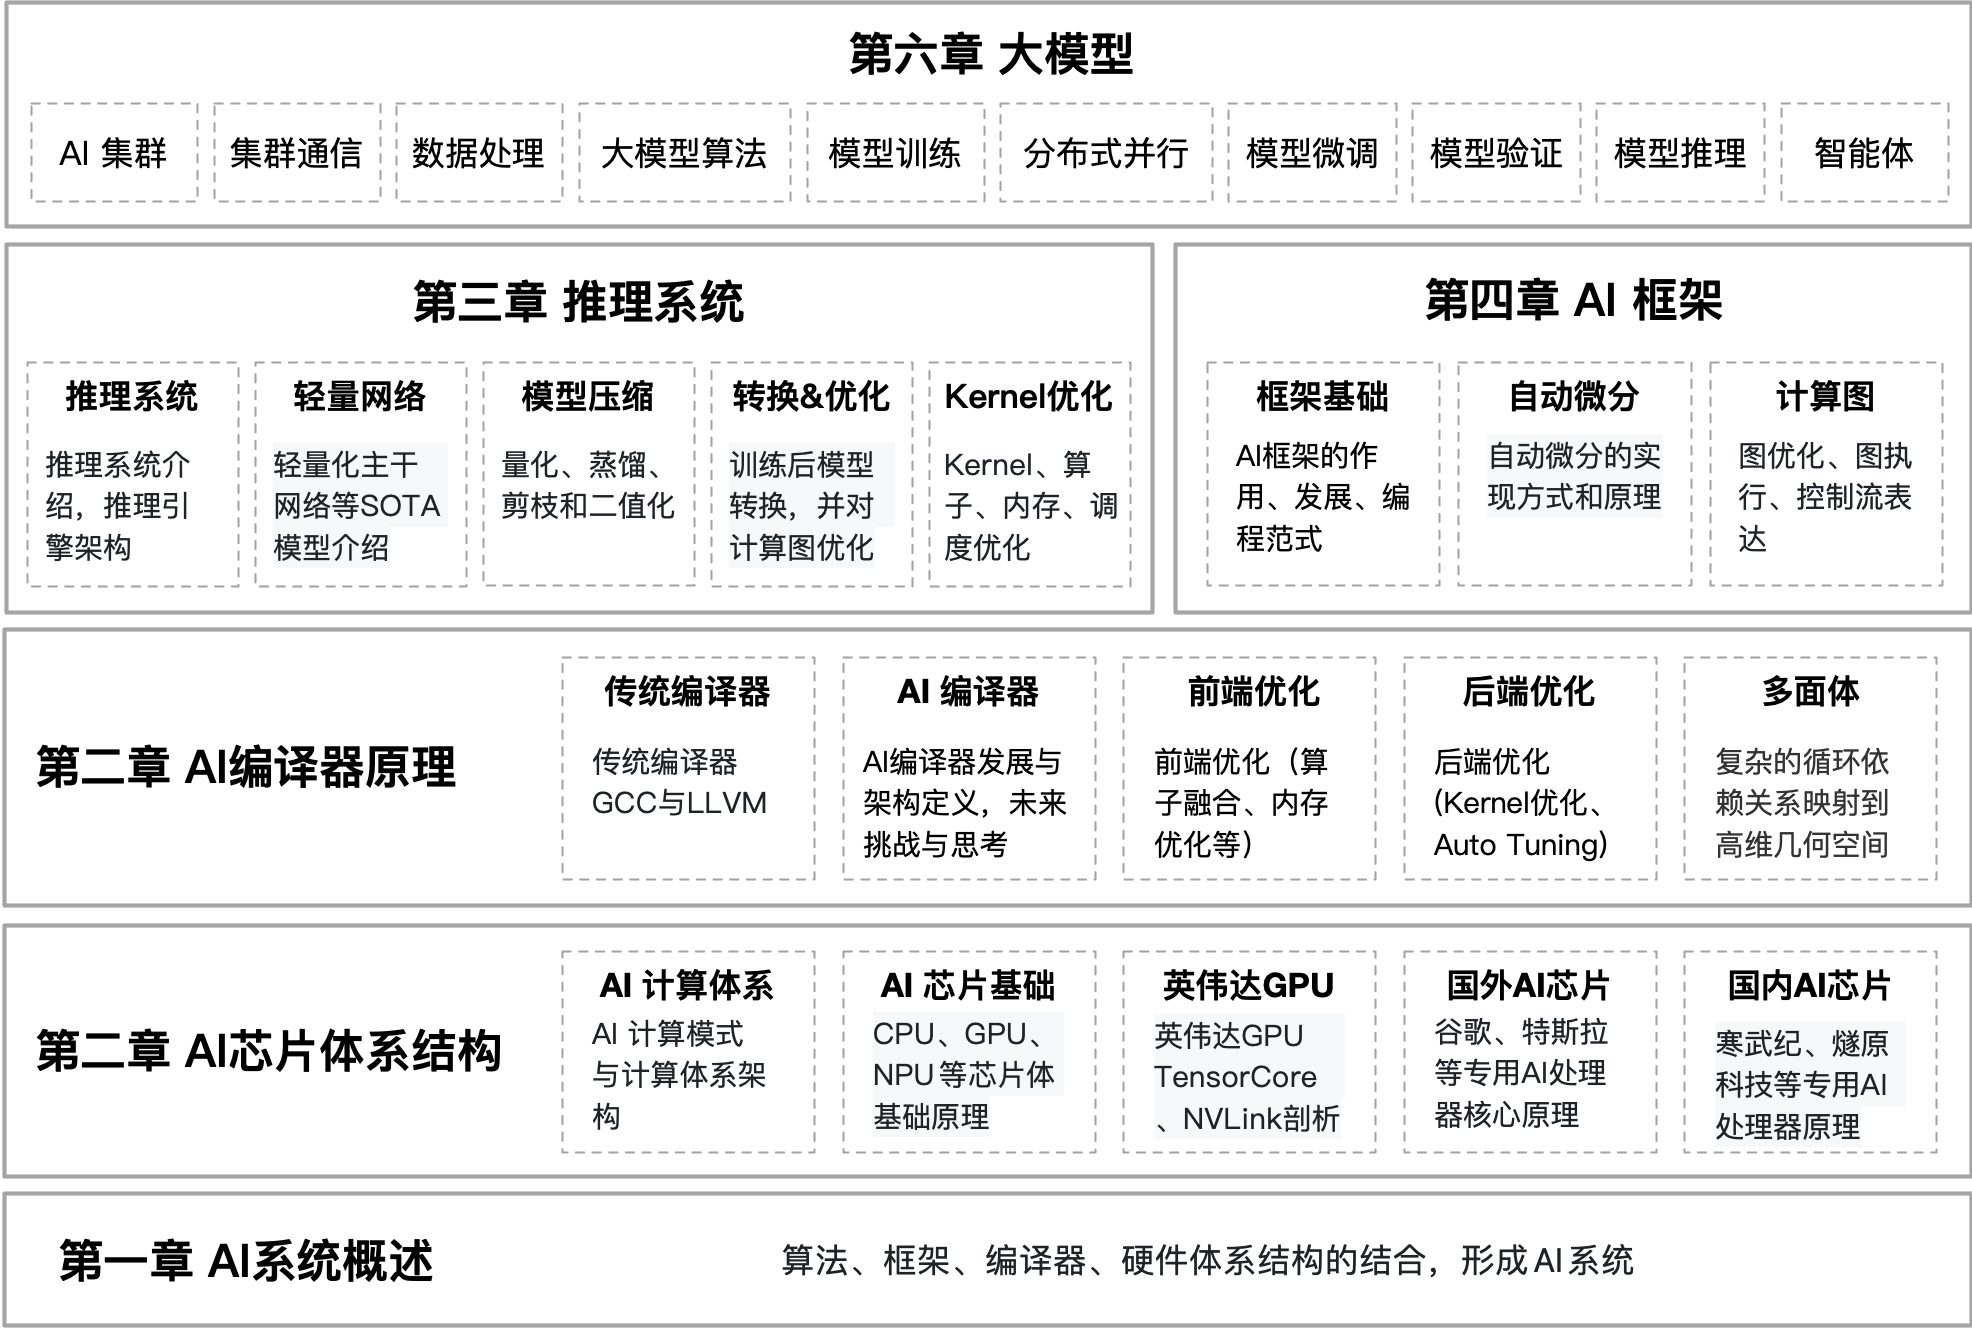 第六章 大模型
AI 集群
集群通信
数据处理
大模型算法
模型训练
分布式并行
模型微调
模型验证
模型推理
智能体
第三章 推理系统
推理系统
推理系统介
绍，推理引
擎架构
轻量网络
轻量化主干
网络等SOTA
模型介绍
模型压缩
量化、蒸馏、
剪枝和二值化
转换&优化
训练后模型
转换，并对
计算图优化
Kernel优化
Kernel、算
子、内存、调
度优化
第四章 AI 框架
框架基础
AI框架的作
用、发展、编
程范式
自动微分
自动微分的实
现方式和原理
计算图
图优化、图执
行、控制流表
达
第二章 AI编译器原理
传统编译器
传统编译器
GCC与LLVM
AI 编译器
AI编译器发展与
架构定义，未来
挑战与思考
前端优化
前端优化（算
子融合、内存
优化等）
后端优化
后端优化
(Kernel优化、
Auto Tuning)
多面体
复杂的循环依
赖关系映射到
高维几何空间
第二章 AI芯片体系结构
AI 计算体系
AI 计算模式
与计算体系架
构
AI 芯片基础
CPU、GPU、
NPU等芯片体
基础原理
英伟达GPU
英伟达GPU
TensorCore
、NVLink剖析
国外AI芯片
谷歌、特斯拉
等专用AI处理
器核心原理
国内AI芯片
寒武纪、燧原
科技等专用AI
处理器原理
第一章 AI系统概述
算法、框架、编译器、硬件体系结构的结合，形成AI系统